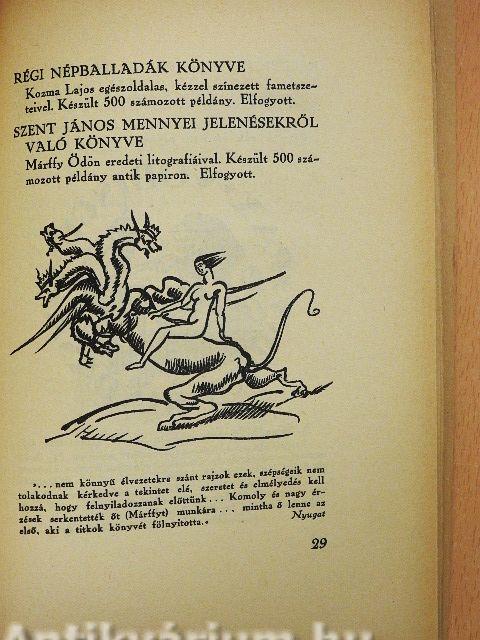 RÉGI NÉPBALLADÁK KÖNYVE
Kozma Lajos egészoldalas, kézzel színezett fametsze-
teivel. Készült 500 számozott példány. Elfogyott.
SZENT JÁNOS MENNYEI JELENÉSEKRŐL
VALÓ KÖNYVE
Márffy Ödön eredeti litografiáival. Készült 500 szá-
mozott példány antik papiron. Elfogyott.
»... nem könnyű élvezetekre szánt rajzok ezek, szépségeik nem
tolakodnak kérkedve a tekintet elé, szeretet és elmélyedés kell
hozzá, hogy felnyiladozzanak előttünk... Komoly és nagy ér-
zések serkentették őt (Márffyt) munkára... mintha ő lenne az
első, aki a titkok könyvét fölnyitotta.«
Nyugat
29
Antikvárium.hu